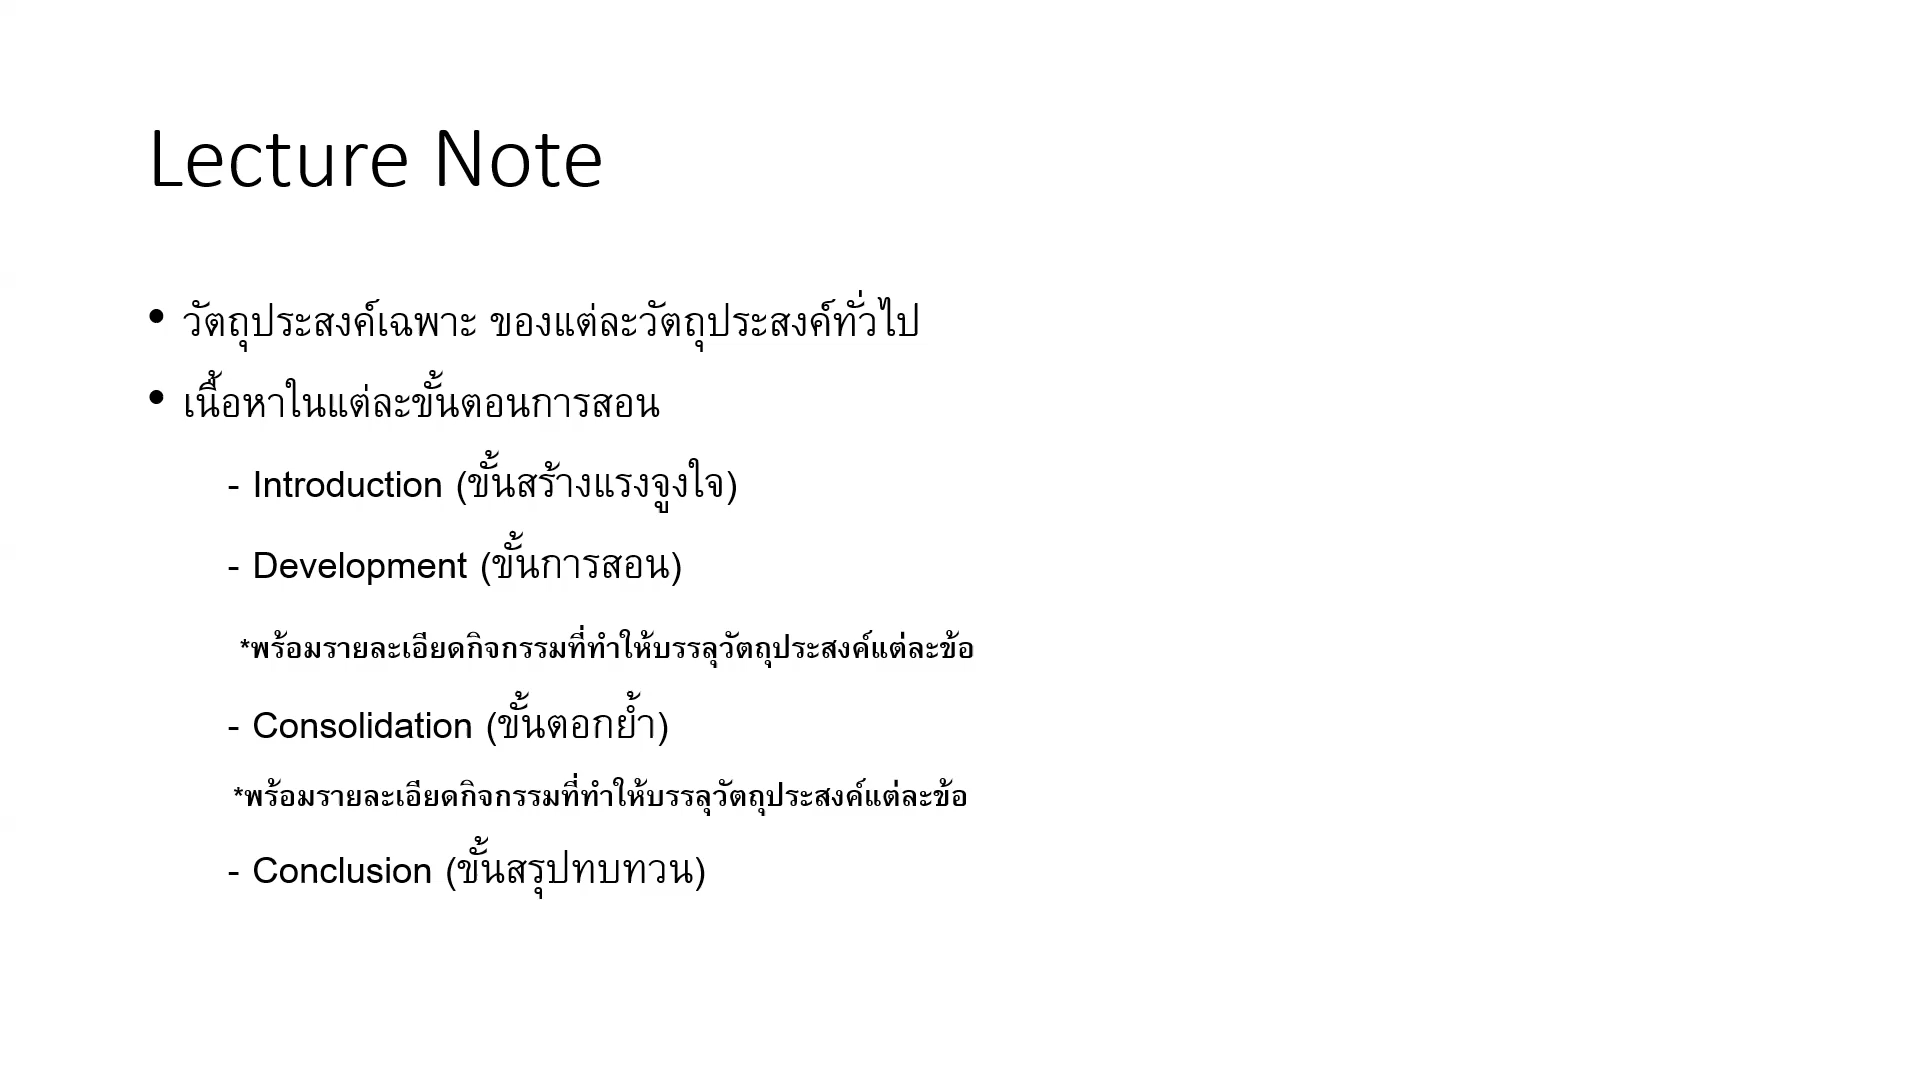 Lecture Note
• วัตถุประสงค์เฉพาะ ของแต่ละวัตถุประสงค์ทั่วไป
• เนื้อหาในแต่ละขั้นตอนการสอน
- Introduction (ขั้นสร้างแรงจูงใจ)
- Development (ขั้นการสอน)
*พร้อมรายละเอียดกิจกรรมที่ทำให้บรรลุวัตถุประสงค์แต่ละข้อ
- Consolidation (ขั้นตอกย้ำ)
*พร้อมรายละเอียดกิจกรรมที่ทำให้บรรลุวัตถุประสงค์แต่ละข้อ
- Conclusion (ขั้นสรุปทบทวน)